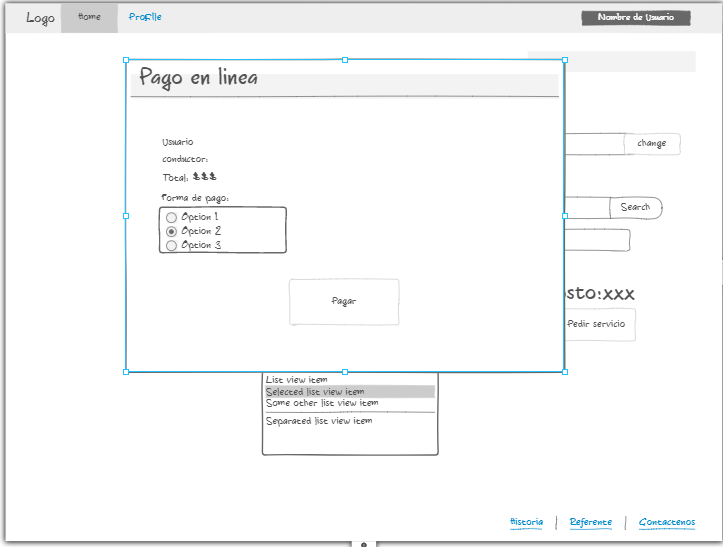 Logo
Home
Profile
Nombre de Usuario
Pago en linea
Usuario
conductor:
Total: $$$
Forma de pago:
Option 1
Option 2
Option 3
Pagar
change
Search
sto:xxx
Pedir servicio
List view item
Selected list view item
Some other list view item
Separated list view item
Historia | Referente | Contactenos